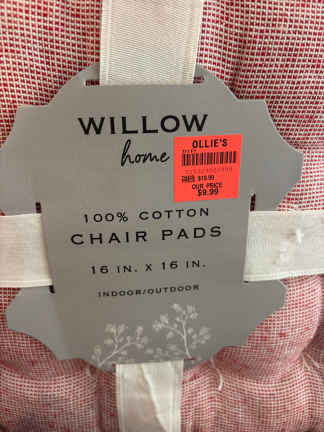 WILLOW
home
OLLIE'S
$19.99
OUR PRICE
$9.99
100% COTTON
CHAIR PADS
16 IN. X 16 IN.
INDOOR/OUTDOOR